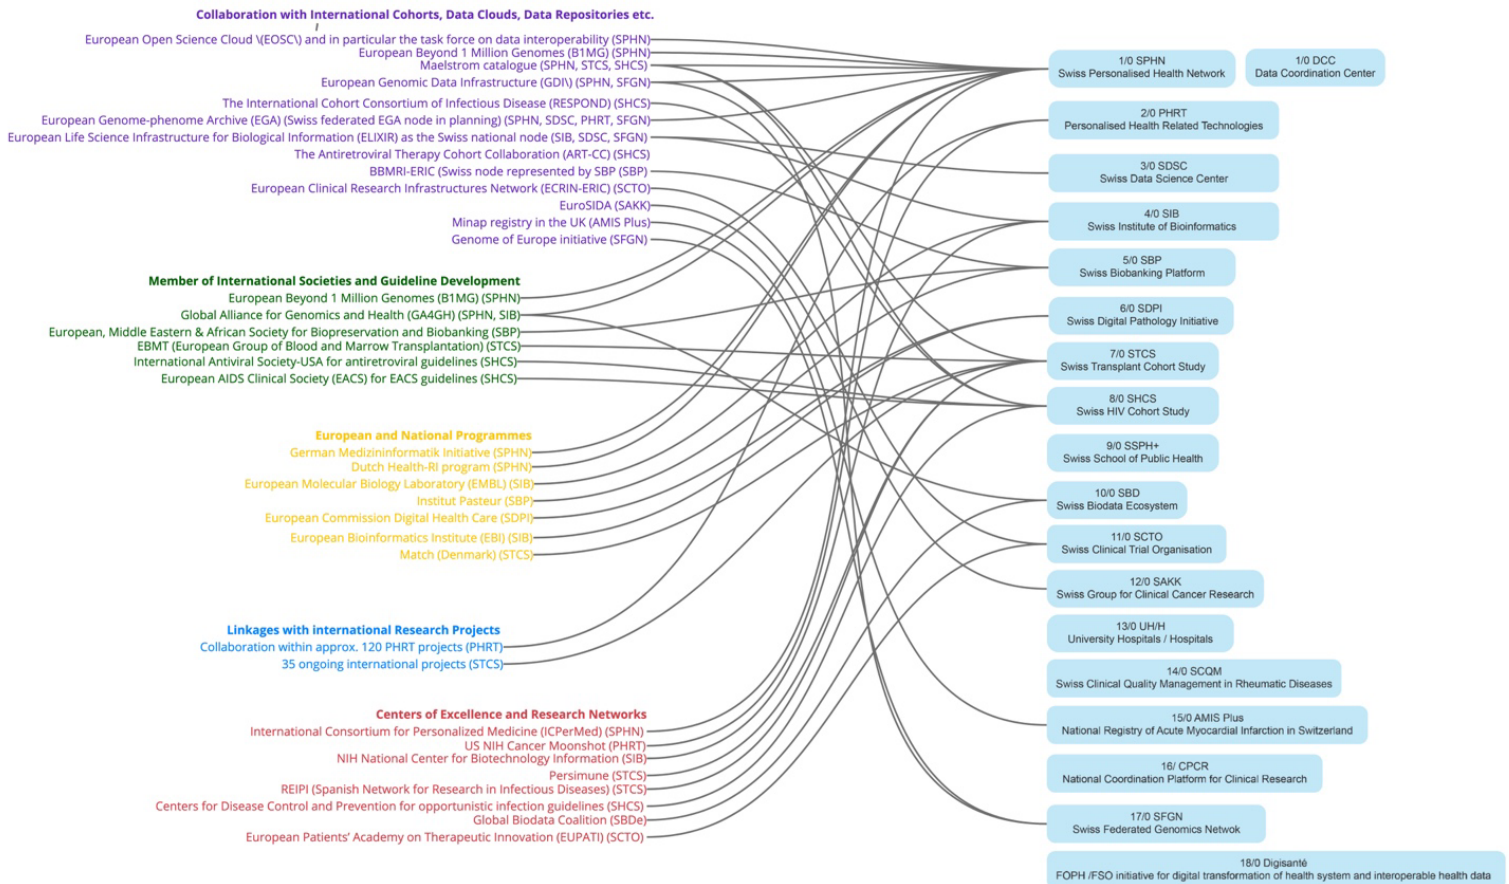 Collaboration with International Cohorts, Data Clouds, Data Repositories etc.
European Open Science Cloud \(EOSC\) and in particular the task force on data interoperability (SPHN)
European Beyond 1 Million Genomes (B1MG) (SPHN)
Maelstrom catalogue (SPHN, STCS, SHCS)
European Genomic Data Infrastructure (GDI\) (SPHN, SFGN)
The International Cohort Consortium of Infectious Disease (RESPOND) (SHCS)
European Genome-phenome Archive (EGA) (Swiss federated EGA node in planning) (SPHN, SDSC, PHRT, SFGN)
European Life Science Infrastructure for Biological Information (ELIXIR) as the Swiss national node (SIB, SDSC, SFGN)
The Antiretroviral Therapy Cohort Collaboration (ART-CC) (SHCS)
BBMRI-ERIC (Swiss node represented by SBP (SBP)
European Clinical Research Infrastructures Network (ECRIN-ERIC) (SCTO)
EuroSIDA (SAKK)
Minap registry in the UK (AMIS Plus)
Genome of Europe initiative (SFGN)
Member of International Societies and Guideline Development
European Beyond 1 Million Genomes (B1MG) (SPHN)
Global Alliance for Genomics and Health (GA4GH) (SPHN, SIB)
European, Middle Eastern & African Society for Biopreservation and Biobanking (SBP)
EBMT (European Group of Blood and Marrow Transplantation) (STCS)
International Antiviral Society-USA for antiretroviral guidelines (SHCS)
European AIDS Clinical Society (EACS) for EACS guidelines (SHCS)
European and National Programmes
German Medizininformatik Initiative (SPHN)
Dutch Health-RI program (SPHN)
European Molecular Biology Laboratory (EMBL) (SIB)
Institut Pasteur (SBP)
European Commission Digital Health Care (SDPI)
European Bioinformatics Institute (EBI) (SIB)
Match (Denmark) (STCS)
Linkages with international Research Projects
Collaboration within approx. 120 PHRT projects (PHRT)
35 ongoing international projects (STCS)
Centers of Excellence and Research Networks
International Consortium for Personalized Medicine (ICPerMed) (SPHN)
US NIH Cancer Moonshot (PHRT)
NIH National Center for Biotechnology Information (SIB)
Persimune (STCS)
REIPI (Spanish Network for Research in Infectious Diseases) (STCS)
Centers for Disease Control and Prevention for opportunistic infection guidelines (SHCS)
Global Biodata Coalition (SBDe)
European Patients' Academy on Therapeutic Innovation (EUPATI) (SCTO)
1/0 SPHN
Swiss Personalised Health Network
1/0 DCC
Data Coordination Center
2/0 PHRT
Personalised Health Related Technologies
3/0 SDSC
Swiss Data Science Center
4/0 SIB
Swiss Institute of Bioinformatics
5/0 SBP
Swiss Biobanking Platform
6/0 SDPI
Swiss Digital Pathology Initiative
7/0 STCS
Swiss Transplant Cohort Study
8/0 SHCS
Swiss HIV Cohort Study
9/0 SSPH+
Swiss School of Public Health
10/0 SBD
Swiss Biodata Ecosystem
11/0 SCTO
Swiss Clinical Trial Organisation
12/0 SAKK
Swiss Group for Clinical Cancer Research
13/0 UH/H
University Hospitals / Hospitals
14/0 SCQM
Swiss Clinical Quality Management in Rheumatic Diseases
15/0 AMIS Plus
National Registry of Acute Myocardial Infarction in Switzerland
16/ CPCR
National Coordination Platform for Clinical Research
17/0 SFGN
Swiss Federated Genomics Netwok
18/0 Digisanté
FOPH /FSO initiative for digital transformation of health system and interoperable health data